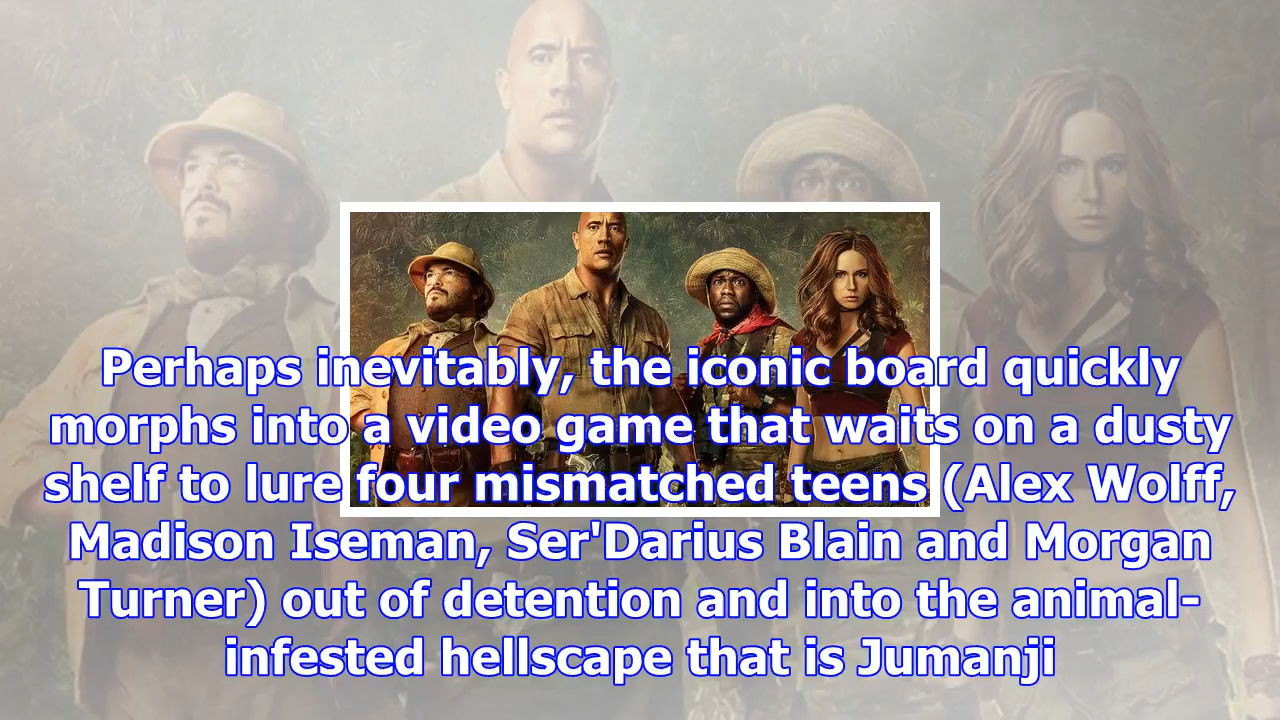 Perhaps inevitably, the iconic board quickly
morphs into a video game that waits on a dusty
shelf to lure four mismatched teens (Alex Wolff,
Madison Iseman, Ser'Darius Blain and Morgan
Turner) out of detention and into the animal-
infested hellscape that is Jumanji